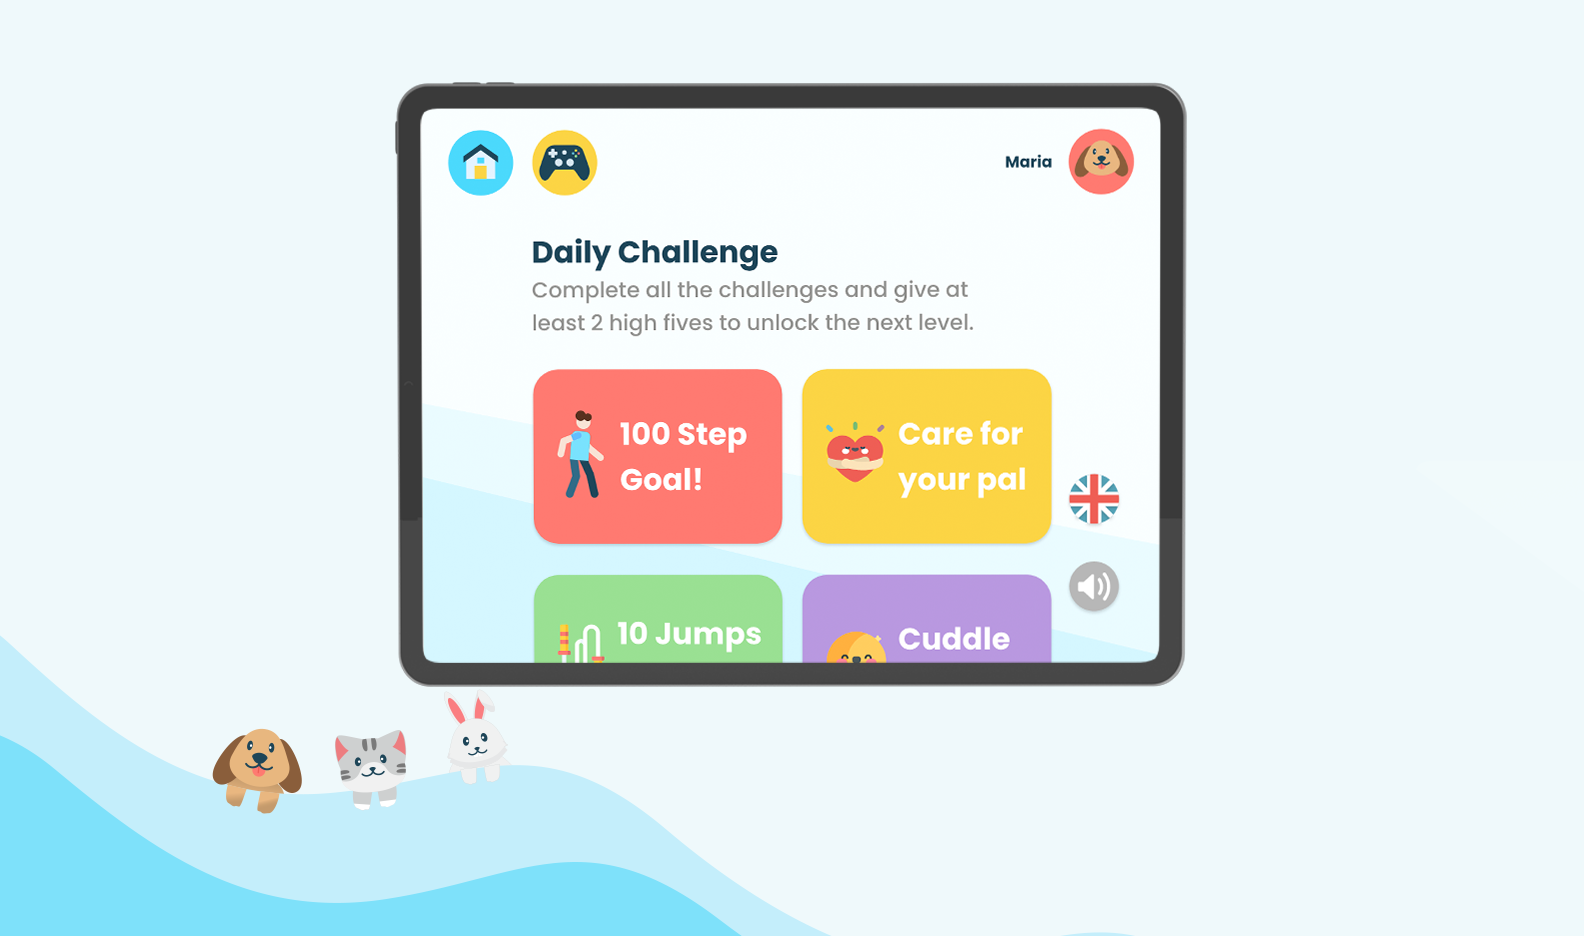 Maria
Daily Challenge
Complete all the challenges and give at
least 2 high fives to unlock the next level.
100 Step
Goal!
Care for
your pal
10 Jumps
Cuddle